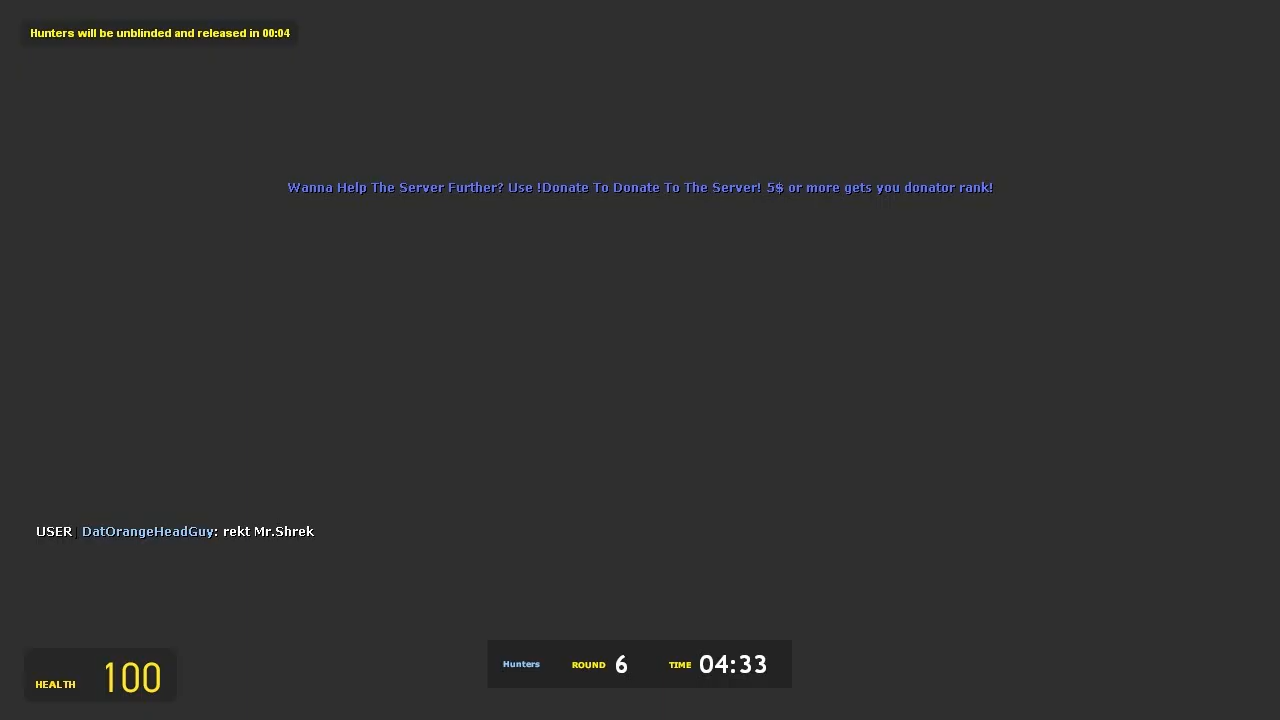 Hunters will be unblinded and released in 00:04
Wanna Help The Server Further? Use !Donate To Donate To The Server! 5$ or more gets you donator rank!
USER | DatOrangeHeadGuy: rekt Mr.Shrek
HEALTH 100
Hunters ROUND 6 TIME 04:33